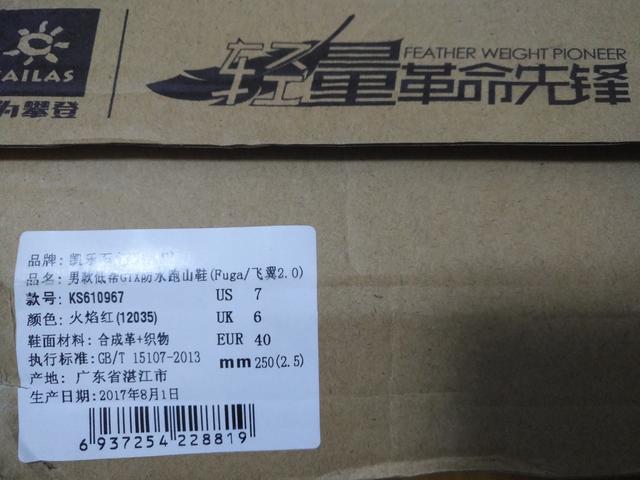 AILAS
为攀登
轻量革命先锋
FEATHER WEIGHT PIONEER
品牌: 凯乐
品名: 男款低帮GTX防水跑山鞋(Fuga/飞翼2.0)
款号: KS610967
US 7
颜色: 火焰红(12035)
UK 6
鞋面材料: 合成革+织物
EUR 40
执行标准:GB/T 15107-2013
mm 250(2.5)
产地: 广东省湛江市
生产日期:2017年8月1日
6 937254 228819